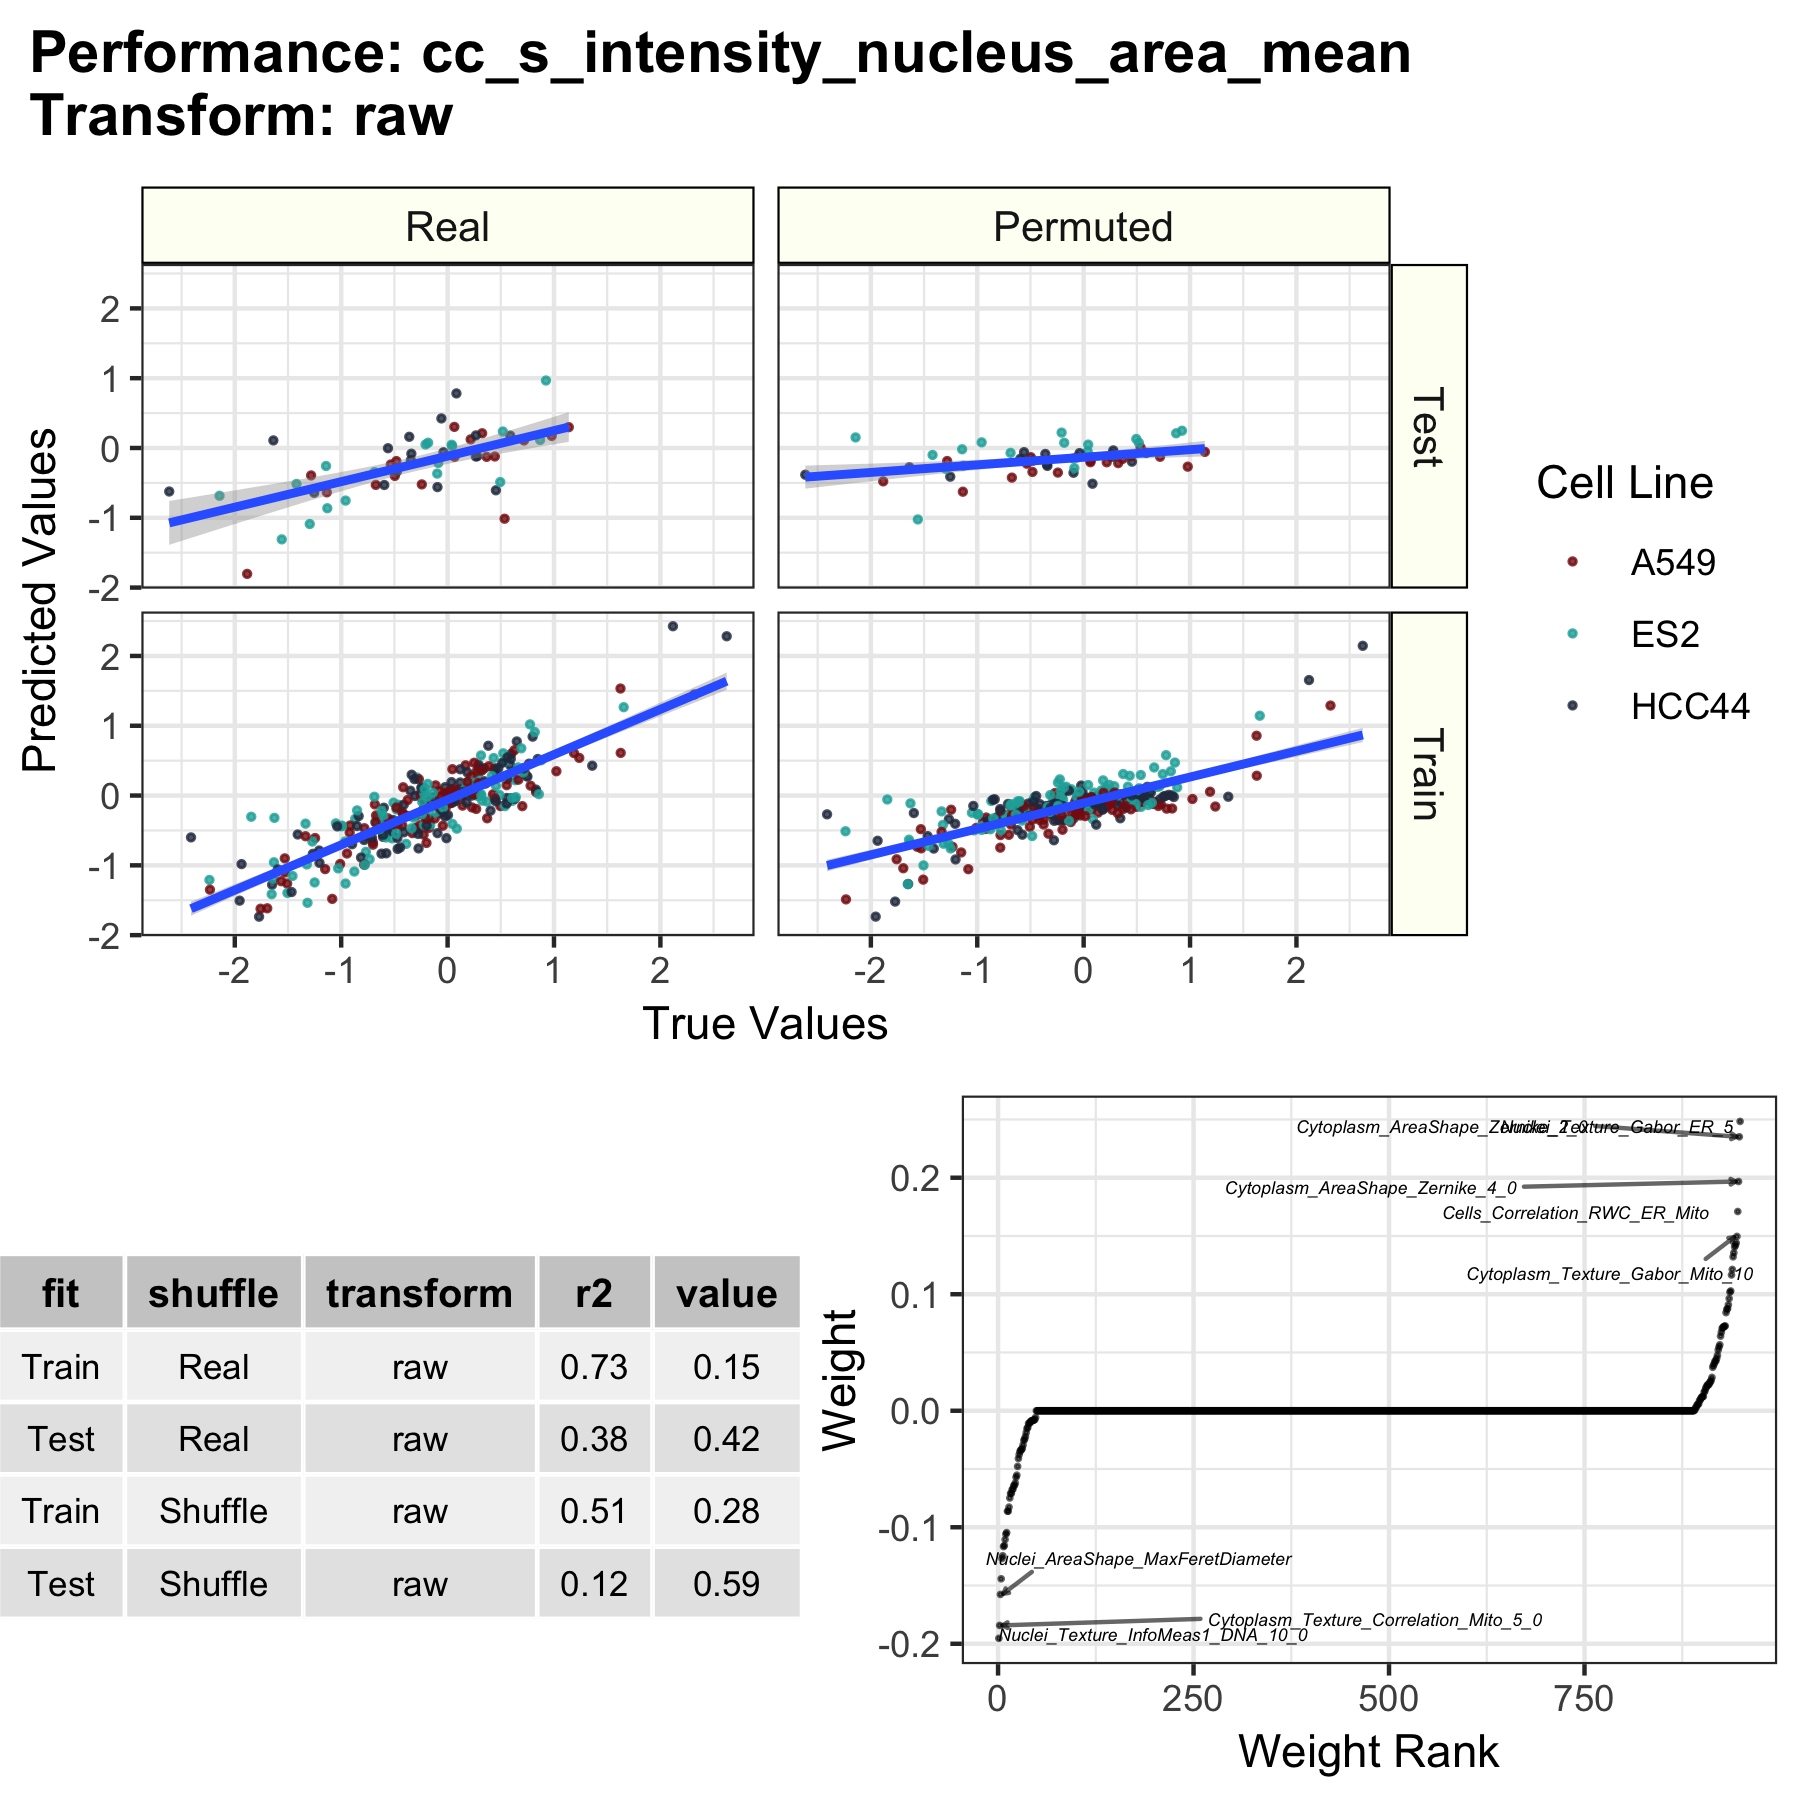 Performance: cc_s_intensity_nucleus_area_mean
Transform: raw
Real
Permuted
2
1
0
-1
-2
Test
2
1
0
-1
-2
Train
Predicted Values
-2
-1
0
1
2
-2
-1
0
1
2
True Values
Cell Line
A549
ES2
HCC44
fit shuffle transform r2 value
Train Real raw 0.73 0.15
Test Real raw 0.38 0.42
Train Shuffle raw 0.51 0.28
Test Shuffle raw 0.12 0.59
Weight
0.2
0.1
0.0
-0.1
-0.2
Cytoplasm_AreaShape_Zernike_2_0
Nuclei_Texture_Gabor_ER_5
Cytoplasm_AreaShape_Zernike_4_0
Cells_Correlation_RWC_ER_Mito
Cytoplasm_Texture_Gabor_Mito_10
Nuclei_AreaShape_MaxFeretDiameter
Cytoplasm_Texture_Correlation_Mito_5_0
Nuclei_Texture_InfoMeas1_DNA_10_0
0
250
500
750
Weight Rank